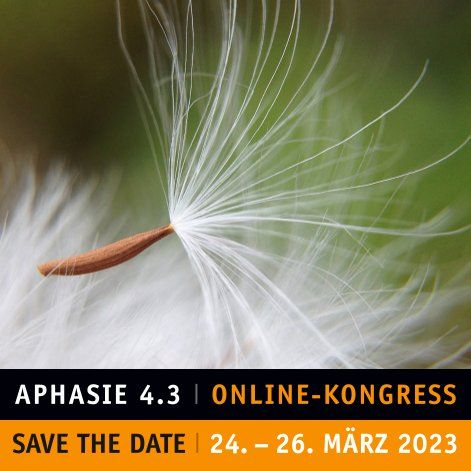 APHASIE 4.3 | ONLINE-KONGRESS
SAVE THE DATE | 24. – 26. MÄRZ 2023